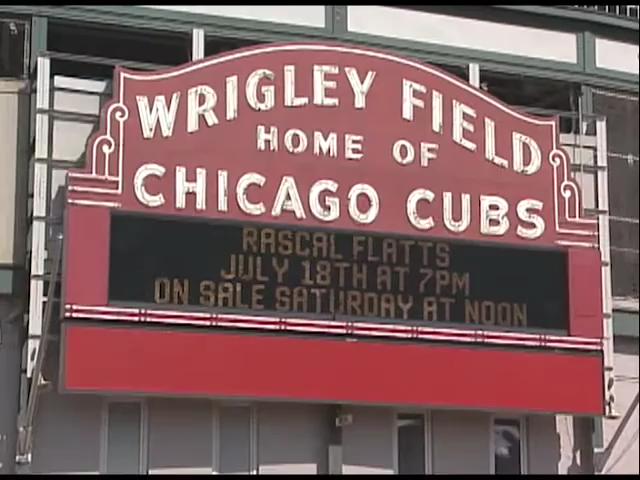 WRIGLEY FIELD
HOME OF
CHICAGO CUBS
RASCAL FLATTS
JULY 18TH AT 7PM
ON SALE SATURDAY AT NOON